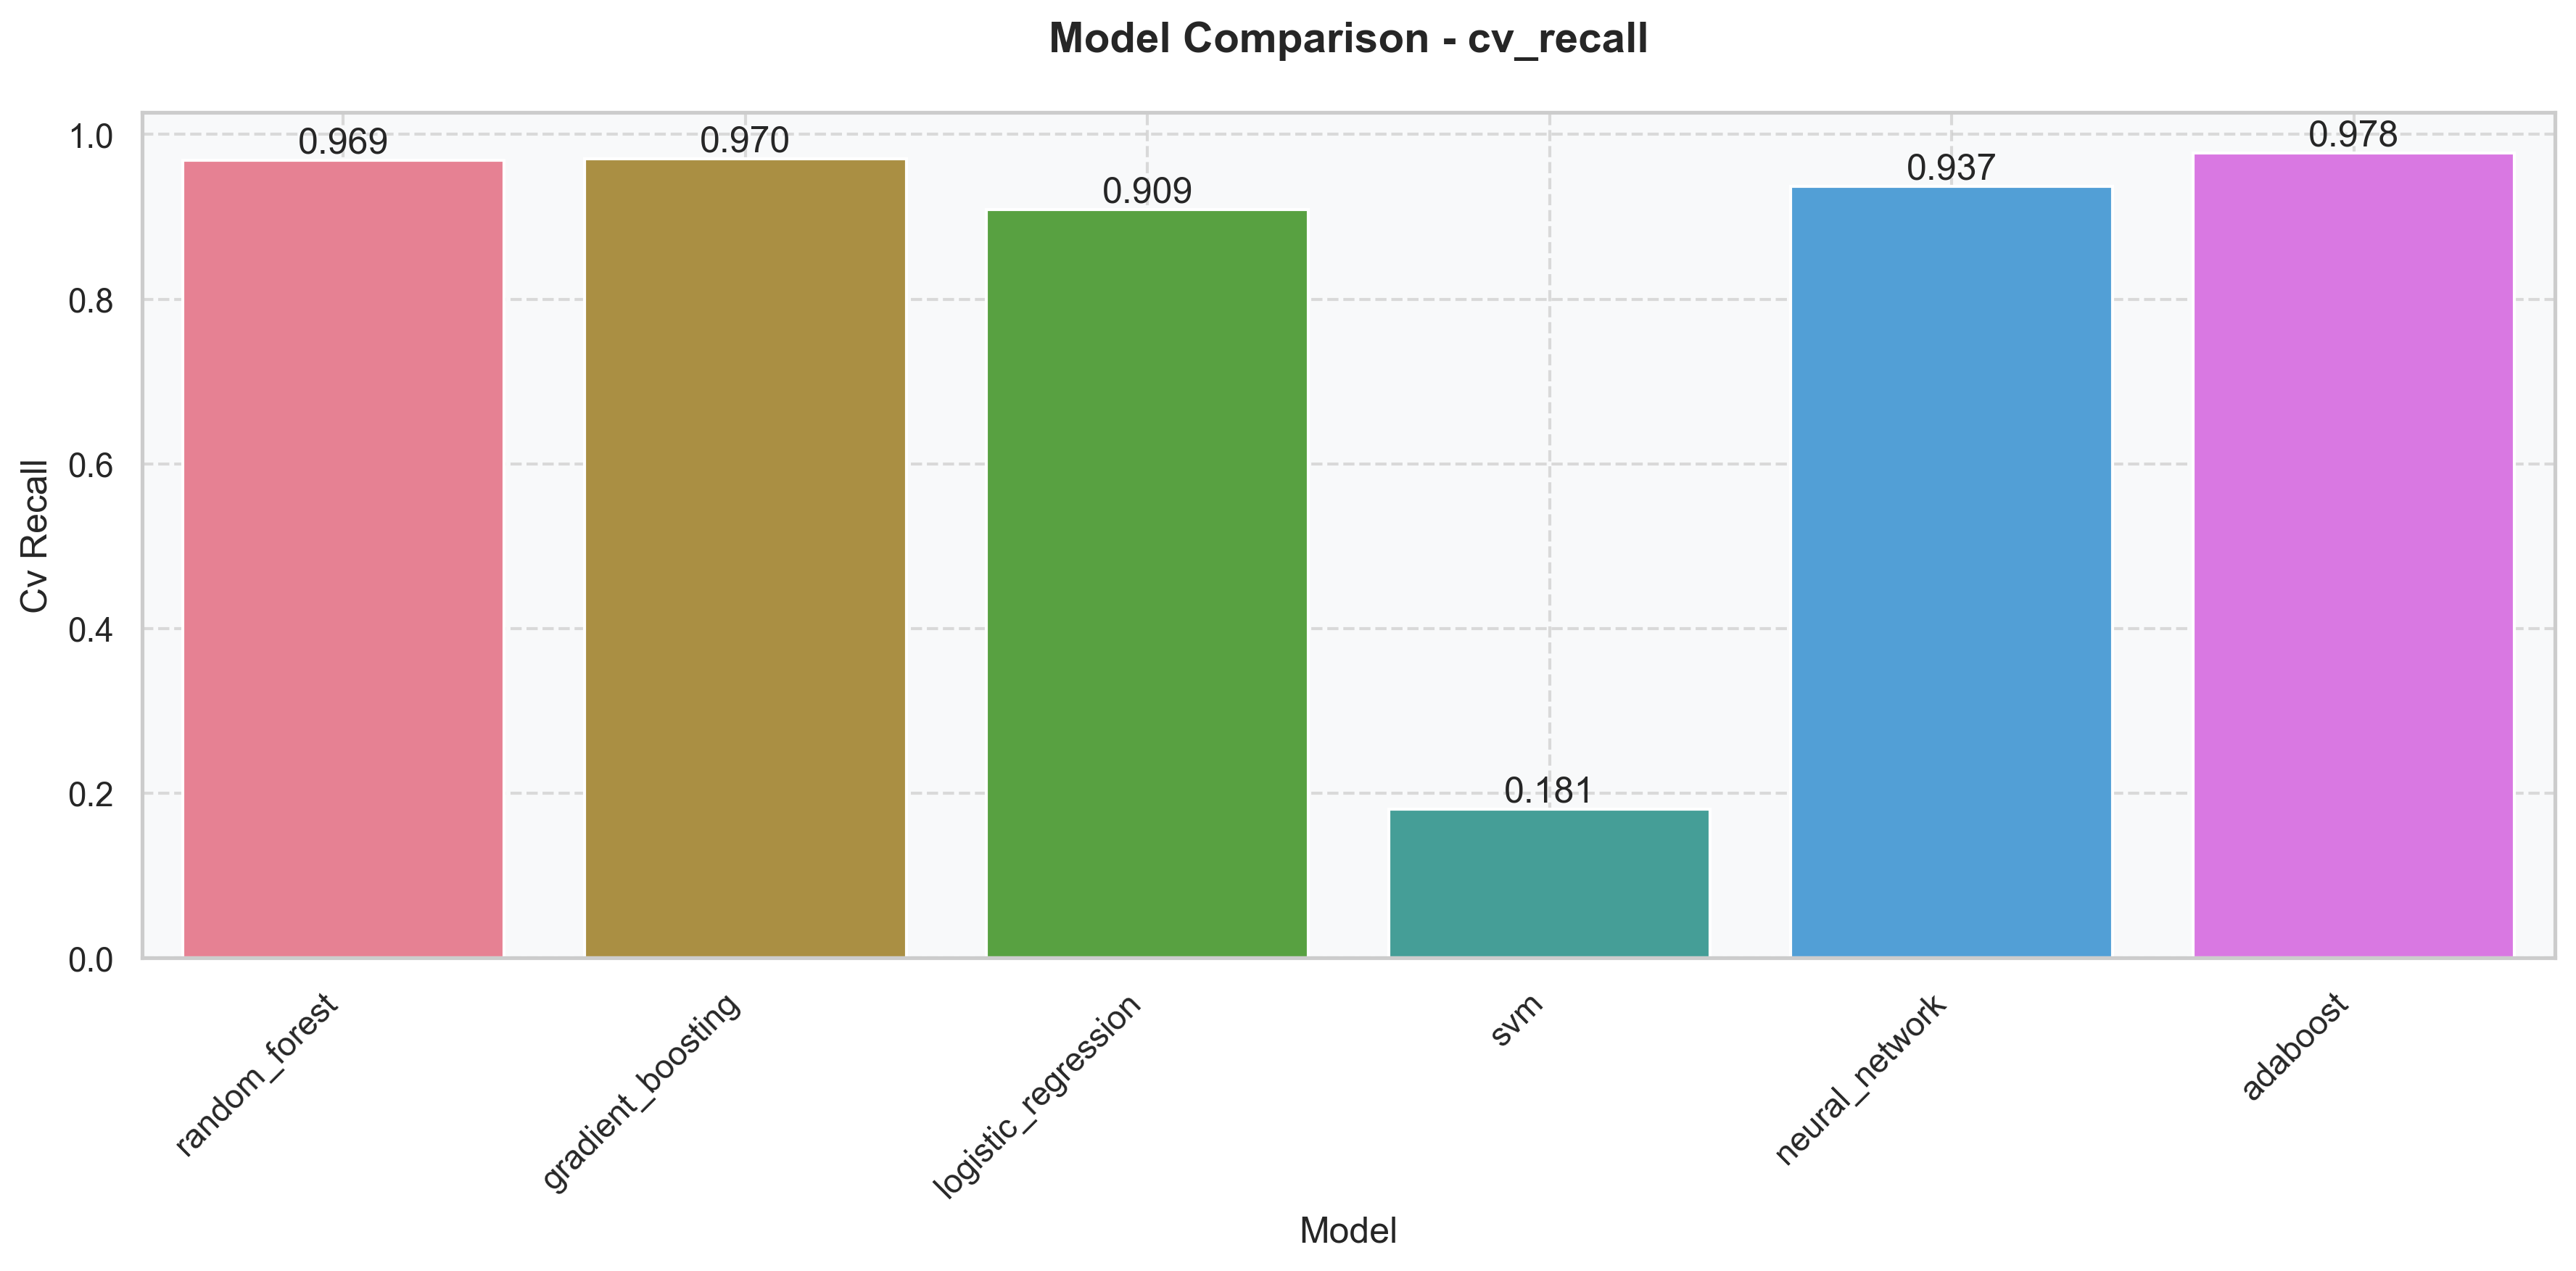 Model Comparison - cv_recall
Cv Recall
1.0
0.8
0.6
0.4
0.2
0.0
0.969
0.970
0.909
0.181
0.937
0.978
random_forest
gradient_boosting
logistic_regression
svm
neural_network
adaboost
Model